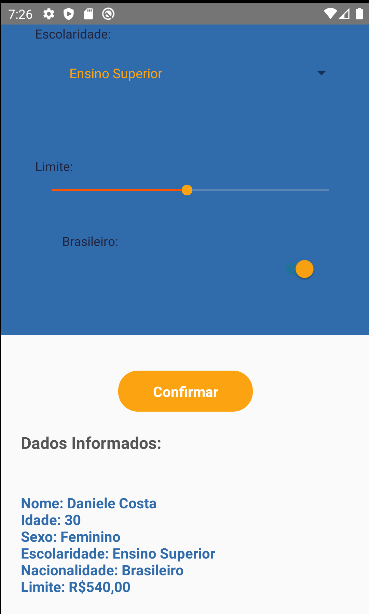 7:26
Escolaridade:
Ensino Superior
Limite:
Brasileiro:
Confirmar
Dados Informados:
Nome: Daniele Costa
Idade: 30
Sexo: Feminino
Escolaridade: Ensino Superior
Nacionalidade: Brasileiro
Limite: R$540,00